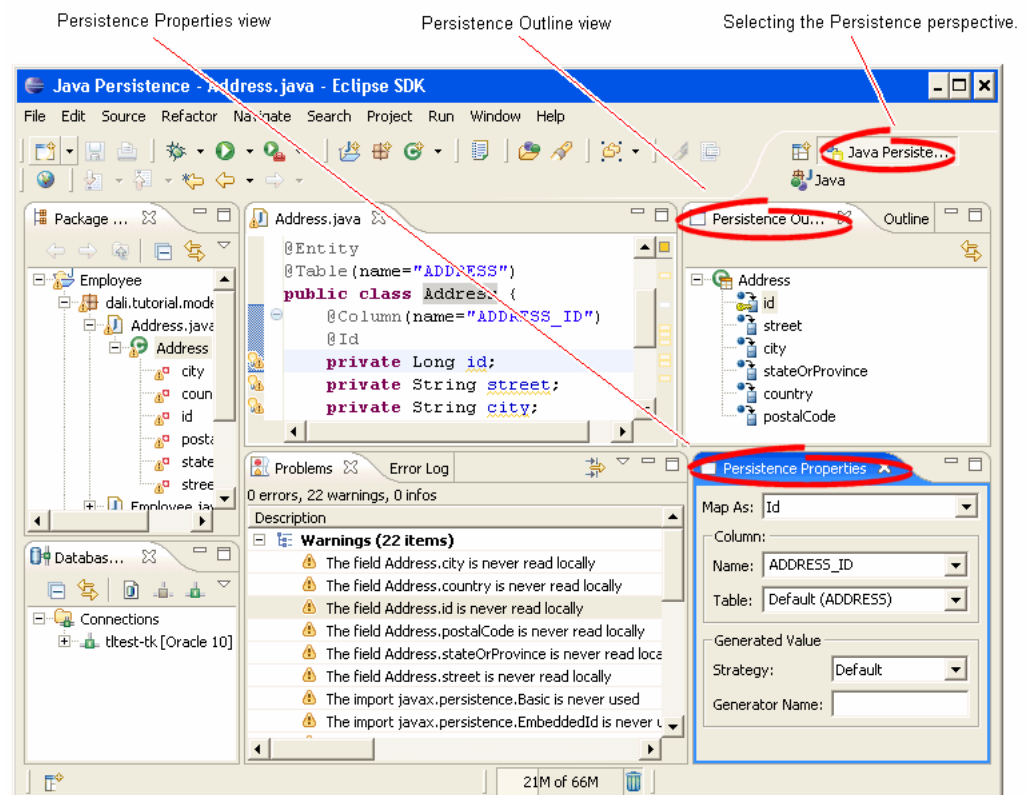 Persistence Properties view
Persistence Outline view
Selecting the Persistence perspective.
Java Persistence - Address.java - Eclipse SDK
File Edit Source Refactor Navigate Search Project Run Window Help
Java Persiste...
Java
Package ...
Employee
dali.tutorial.mode
Address.java
Address
city
coun
id
posta
state
stree
Employee.jav
Address.java
@Entity
@Table(name="ADDRESS")
public class Address {
@Column(name="ADDRESS_ID")
@Id
private Long id;
private String street;
private String city;
Persistence Ou...
Outline
Address
id
street
city
stateOrProvince
country
postalCode
Databas...
Connections
tltest-tk [Oracle 10]
Problems
Error Log
0 errors, 22 warnings, 0 infos
Description
Warnings (22 items)
The field Address.city is never read locally
The field Address.country is never read locally
The field Address.id is never read locally
The field Address.postalCode is never read locally
The field Address.stateOrProvince is never read loca
The field Address.street is never read locally
The import javax.persistence.Basic is never used
The import javax.persistence.EmbeddedId is never u
Persistence Properties
Map As: Id
Column:
Name: ADDRESS_ID
Table: Default (ADDRESS)
Generated Value
Strategy: Default
Generator Name:
21M of 66M